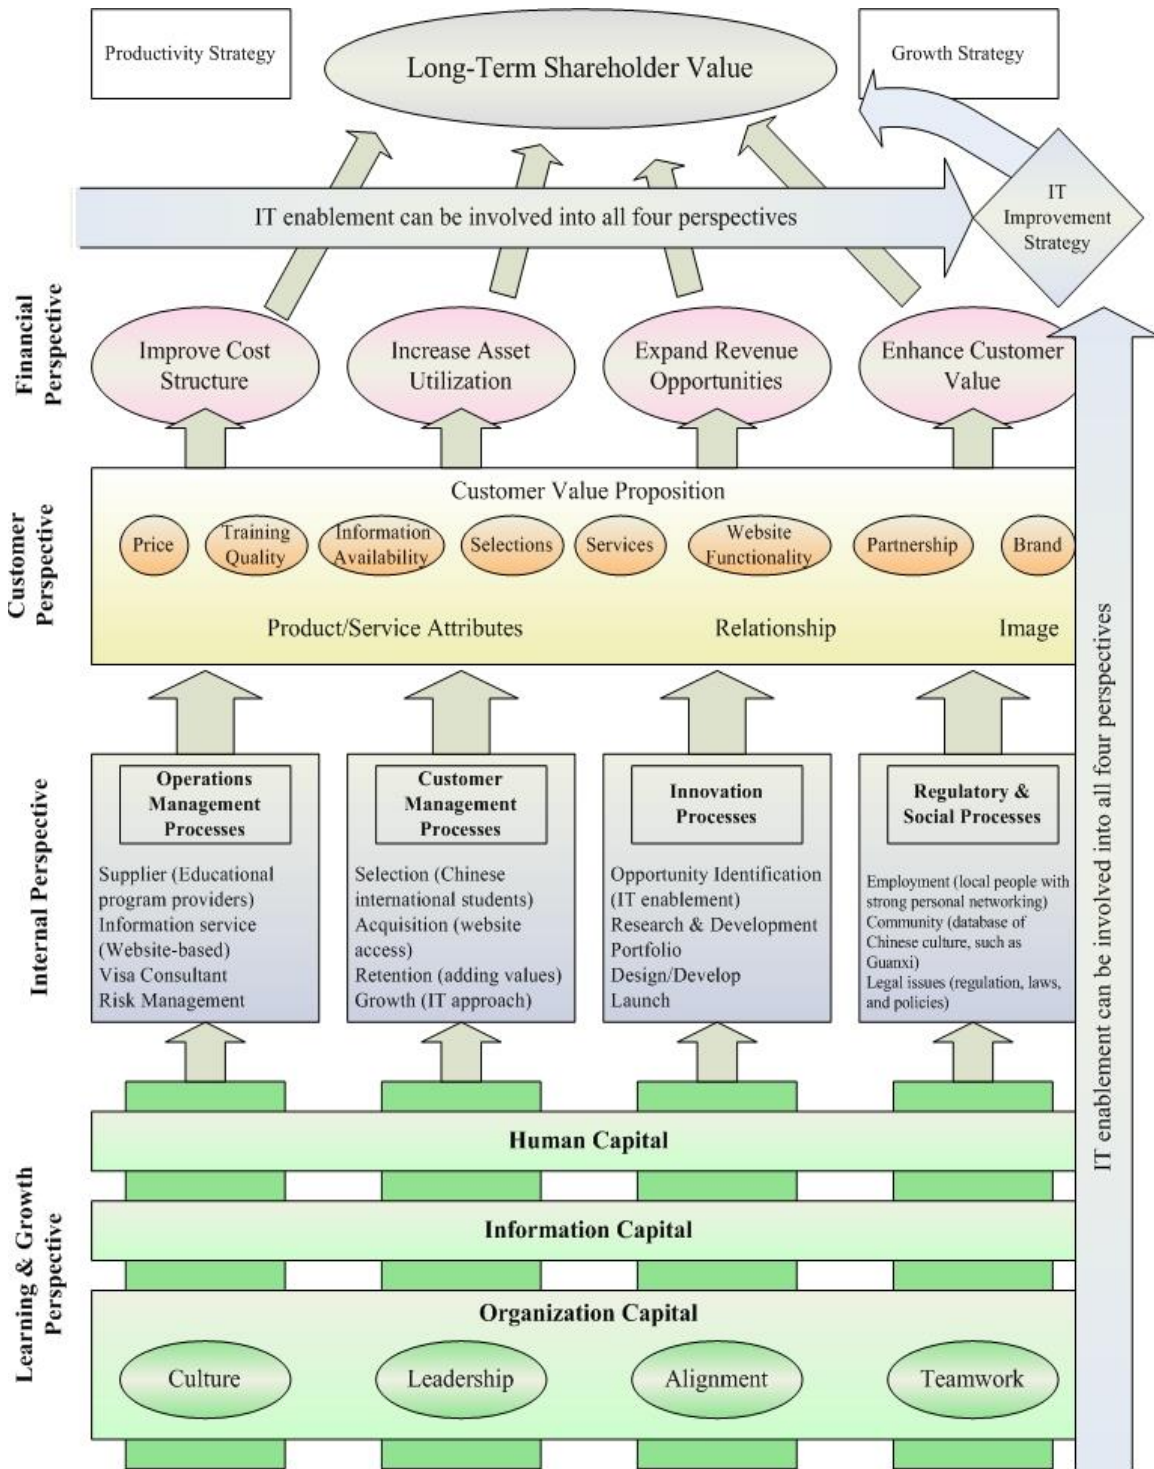 Productivity Strategy
Long-Term Shareholder Value
Growth Strategy
IT enablement can be involved into all four perspectives
IT
Improvement
Strategy
Financial
Perspective
Improve Cost
Structure
Increase Asset
Utilization
Expand Revenue
Opportunities
Enhance Customer
Value
Customer
Perspective
Customer Value Proposition
Price
Training
Quality
Information
Availability
Selections
Services
Website
Functionality
Partnership
Brand
Product/Service Attributes
Relationship
Image
IT enablement can be involved into all four perspectives
Internal Perspective
Operations
Management
Processes
Supplier (Educational
program providers)
Information service
(Website-based)
Visa Consultant
Risk Management
Customer
Management
Processes
Selection (Chinese
international students)
Acquisition (website
access)
Retention (adding values)
Growth (IT approach)
Innovation
Processes
Opportunity Identification
(IT enablement)
Research & Development
Portfolio
Design/Develop
Launch
Regulatory &
Social Processes
Employment (local people with
strong personal networking)
Community (database of
Chinese culture, such as
Guanxi)
Legal issues (regulation, laws,
and policies)
Learning & Growth
Perspective
Human Capital
Information Capital
Organization Capital
Culture
Leadership
Alignment
Teamwork